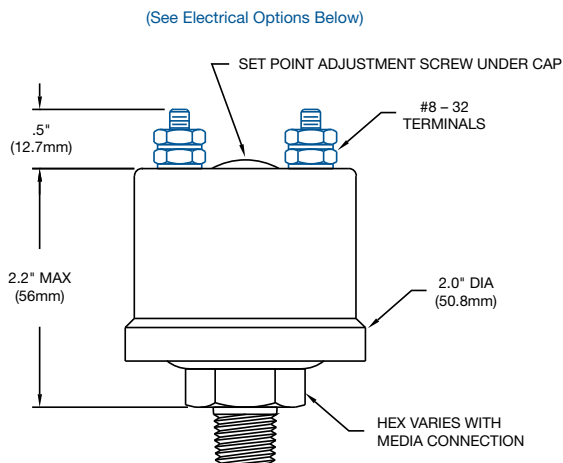 (See Electrical Options Below)
SET POINT ADJUSTMENT SCREW UNDER CAP
.5"
(12.7mm)
#8 – 32
TERMINALS
2.2" MAX
(56mm)
2.0" DIA
(50.8mm)
HEX VARIES WITH
MEDIA CONNECTION